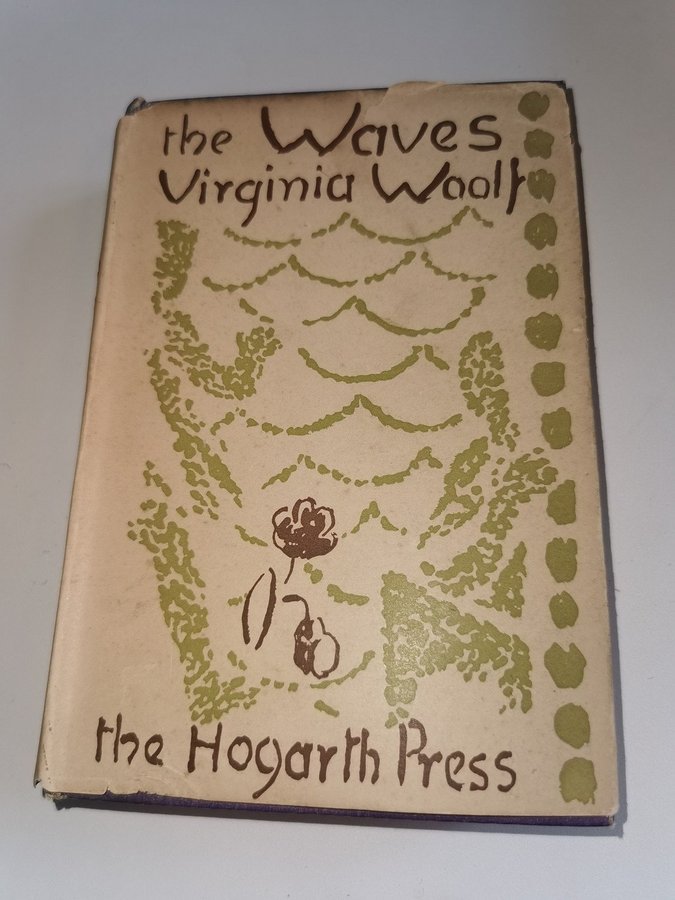 the Waves
Virginia Woolf
the Hogarth Press